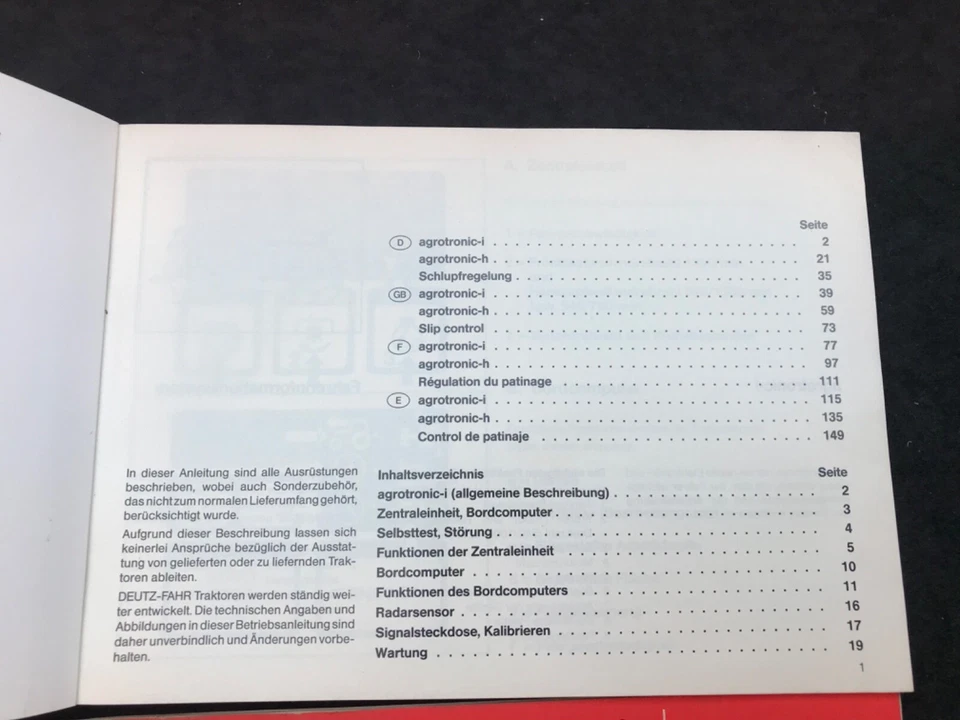 Seite
D agrotronic-i . . . . . . . . . . . . . . . . . . . . . 2
agrotronic-h . . . . . . . . . . . . . . . . . . . . . 21
Schlupfregelung . . . . . . . . . . . . . . . . . . . . 35
GB agrotronic-i . . . . . . . . . . . . . . . . . . . . . 39
agrotronic-h . . . . . . . . . . . . . . . . . . . . . 59
Slip control . . . . . . . . . . . . . . . . . . . . . 73
F agrotronic-i . . . . . . . . . . . . . . . . . . . . . 77
agrotronic-h . . . . . . . . . . . . . . . . . . . . . 97
Régulation du patinage . . . . . . . . . . . . . . . . . 111
E agrotronic-i . . . . . . . . . . . . . . . . . . . . . 115
agrotronic-h . . . . . . . . . . . . . . . . . . . . . 135
Control de patinaje . . . . . . . . . . . . . . . . . . 149
In dieser Anleitung sind alle Ausrüstungen
beschrieben, wobei auch Sonderzubehör,
das nicht zum normalen Lieferumfang gehört,
berücksichtigt wurde.
Aufgrund dieser Beschreibung lassen sich
keinerlei Ansprüche bezüglich der Ausstat-
tung von gelieferten oder zu liefernden Trak-
toren ableiten.
DEUTZ-FAHR Traktoren werden ständig wei-
ter entwickelt. Die technischen Angaben und
Abbildungen in dieser Betriebsanleitung sind
daher unverbindlich und Änderungen vorbe-
halten.
Inhaltsverzeichnis Seite
agrotronic-i (allgemeine Beschreibung) . . . . . . . . . . . . . 2
Zentraleinheit, Bordcomputer . . . . . . . . . . . . . . . . . 3
Selbsttest, Störung . . . . . . . . . . . . . . . . . . . . . 4
Funktionen der Zentraleinheit . . . . . . . . . . . . . . . . . 5
Bordcomputer . . . . . . . . . . . . . . . . . . . . . . . 10
Funktionen des Bordcomputers . . . . . . . . . . . . . . . . 11
Radarsensor . . . . . . . . . . . . . . . . . . . . . . . . 16
Signalsteckdose, Kalibrieren . . . . . . . . . . . . . . . . . 17
Wartung . . . . . . . . . . . . . . . . . . . . . . . . . . 19
1